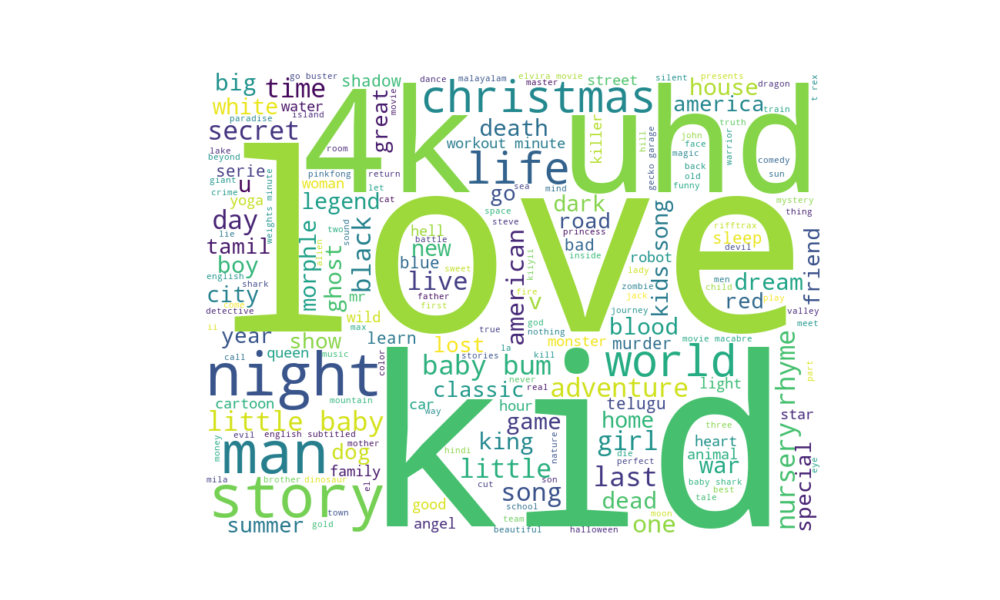 go buster
dance
malayalam
elvira movie
master
silent
presents
dragon
t rex
big
time
shadow
great
movie
christmas
street
house
train
white
water
island
4k uhd
america
paradise
death
killer
truth
secret
workout minute
hill
john
face
warrior
comedy
lake
room
magic
back
sun
beyond
serie
pinkfong
return
life
gecko garage
old
funny
giant
u
woman
let
cat
go
sea
mind
dark
mystery
crime
yoga
weights minute
legend
space
princess
thing
day
love
steve
road
rifftrax
lie
two
hell
sleep
tamil
morphle
ghost
sound
black
battle
new
american
kiiyii
bad
inside
kids song
devil
friend
boy
alien
blue
robot
men
english
live
sweet
lady
child
dream
shark
father
fire
zombie
jack
play
city
come
mr
first
v
red
detective
wild
god
journey
valley
ii
max
true
nothing
blood
meet
year
show
learn
lost
monster
murder
call
queen
music
color
la
movie macabre
night
stories
kill
baby bum
world
part
mountain
never
real
adventure
light
nursery rhyme
cartoon
classic
car
hour
telugu
star
little baby
way
game
home
three
money
evil
english subtitled
mother
dog
hindi
king
nature
girl
heart
animal
special
eye
man
die
war
family
kid
little
perfect
last
baby shark
mila
brother
dinosaur
el
cut
son
best
story
song
tale
good
school
dead
town
gold
team
moon
summer
angel
beautiful
halloween
one